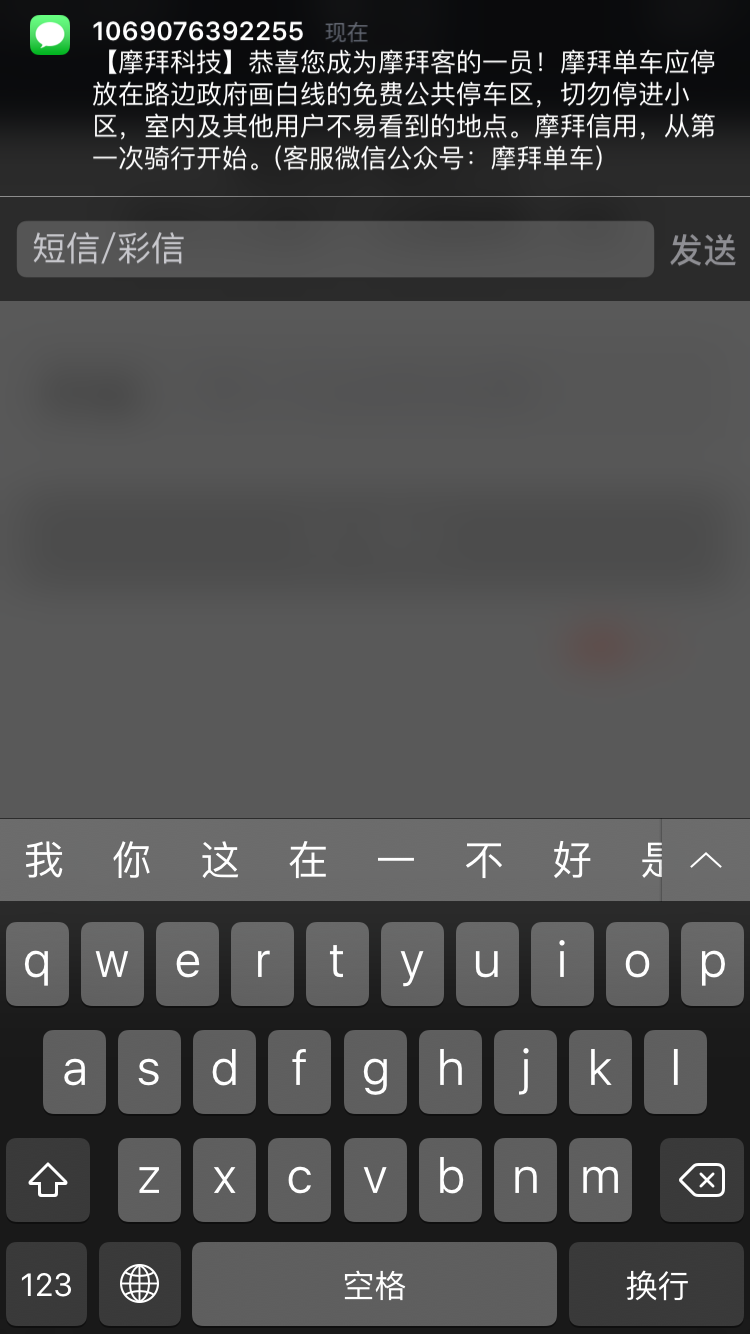 1069076392255 现在
【摩拜科技】恭喜您成为摩拜客的一员！摩拜单车应停
放在路边政府画白线的免费公共停车区，切勿停进小
区，室内及其他用户不易看到的地点。摩拜信用，从第
一次骑行开始。（客服微信公众号：摩拜单车）
短信/彩信 发送
我 你 这 在 一 不 好 是
q w e r t y u i o p
a s d f g h j k l
z x c v b n m
123 空格 换行